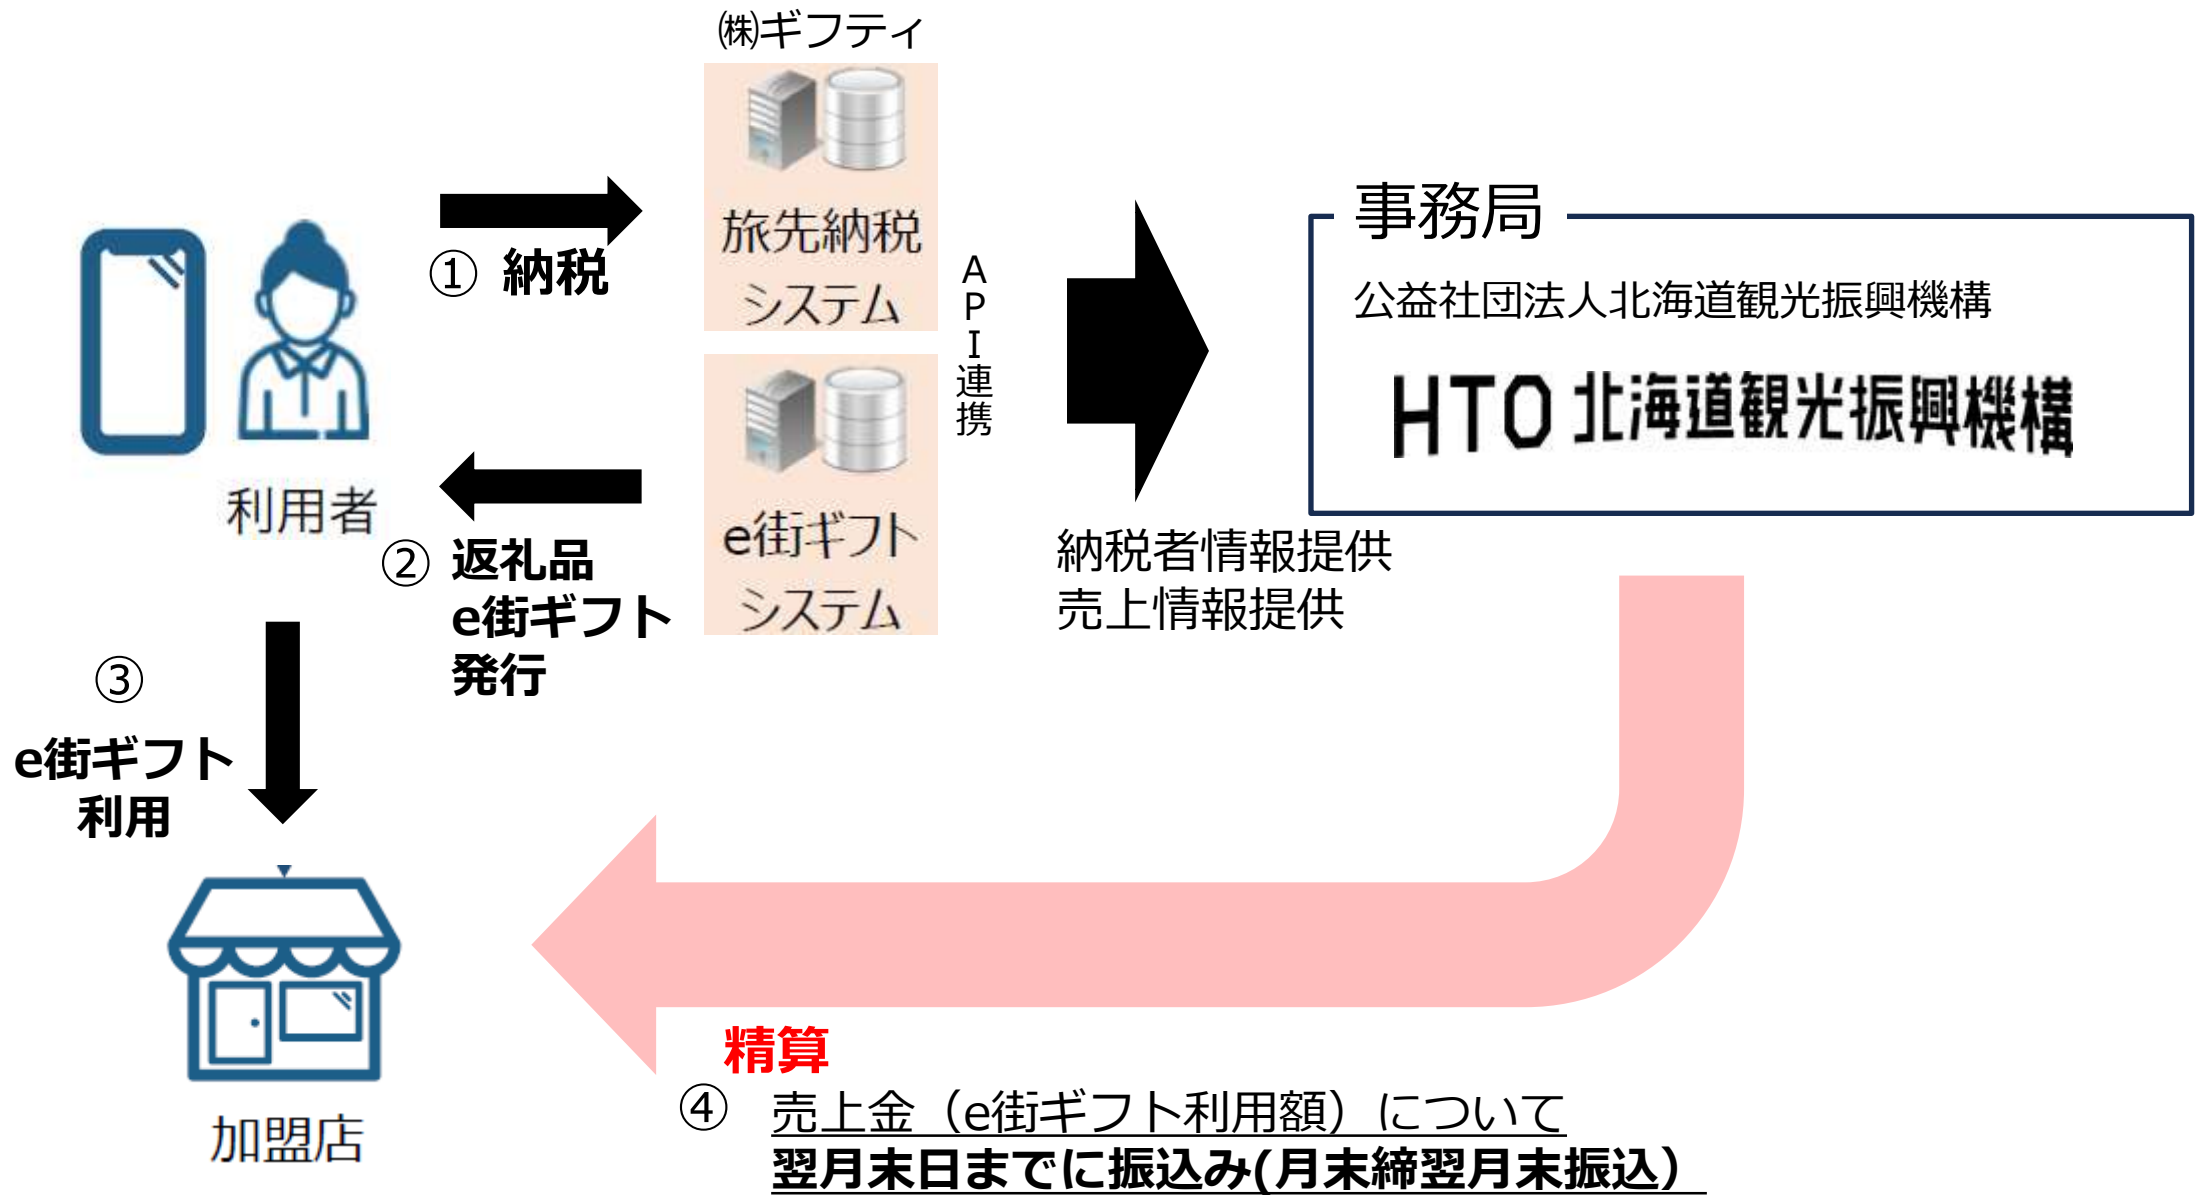 ㈱ギフティ
旅先納税
システム
e街ギフト
システム
API連携
① 納税
利用者
② 返礼品
e街ギフト
発行
③
e街ギフト
利用
加盟店
事務局
公益社団法人北海道観光振興機構
HTO 北海道観光振興機構
納税者情報提供
売上情報提供
精算
④ 売上金（e街ギフト利用額）について
翌月末日までに振込み(月末締翌月末振込）